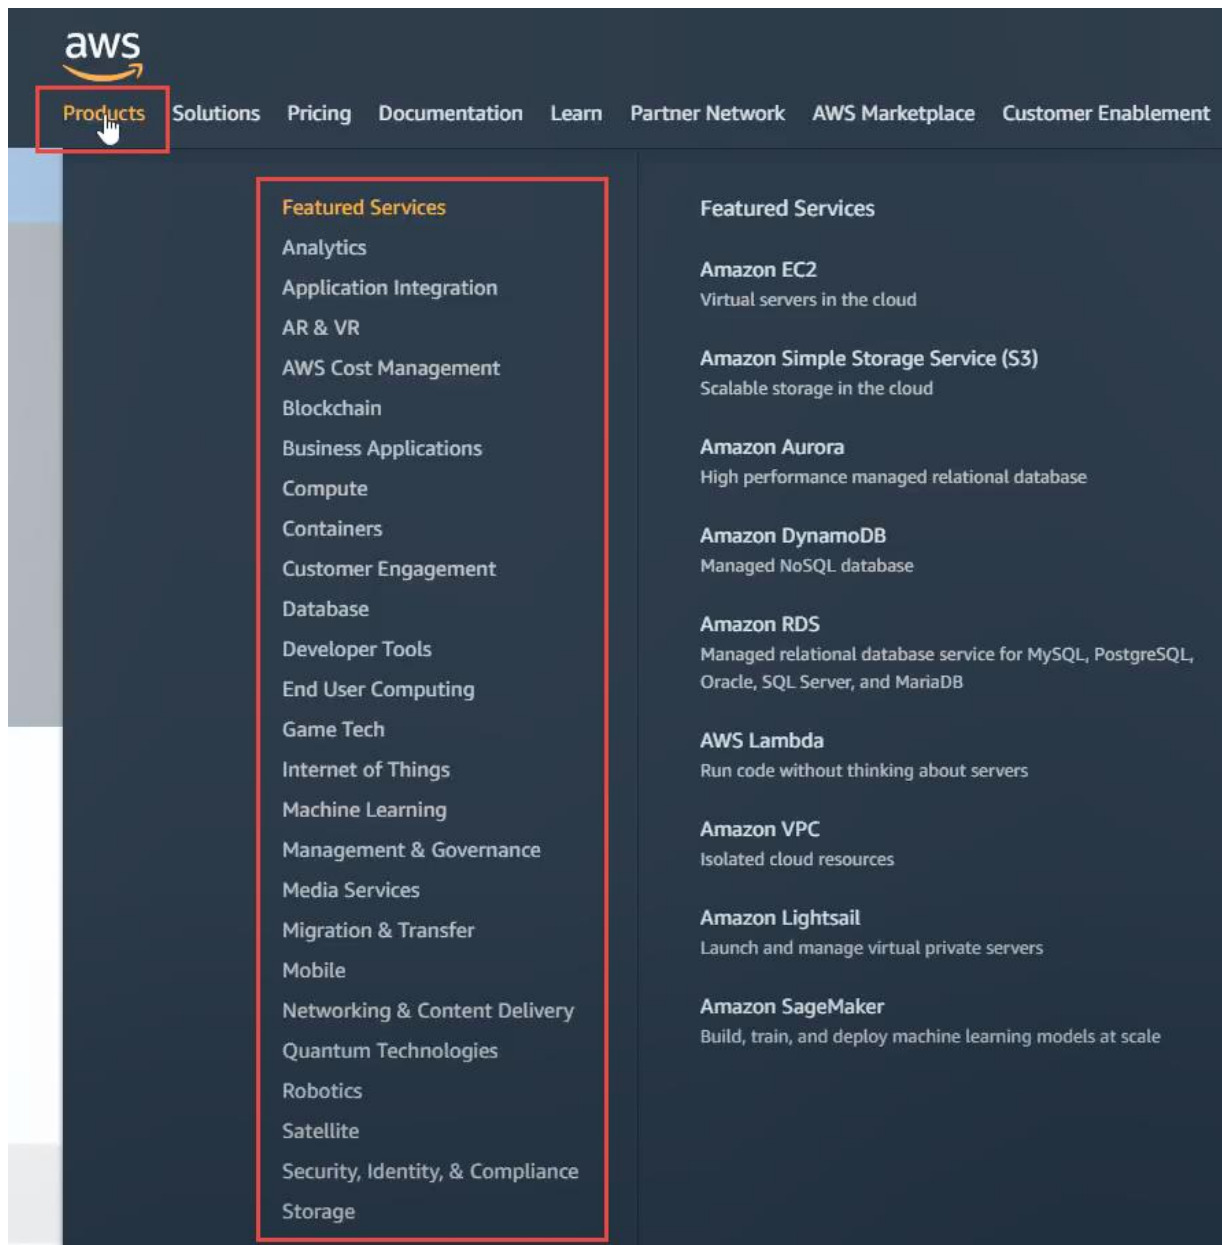 aws
Products Solutions Pricing Documentation Learn Partner Network AWS Marketplace Customer Enablement
Featured Services
Analytics
Application Integration
AR & VR
AWS Cost Management
Blockchain
Business Applications
Compute
Containers
Customer Engagement
Database
Developer Tools
End User Computing
Game Tech
Internet of Things
Machine Learning
Management & Governance
Media Services
Migration & Transfer
Mobile
Networking & Content Delivery
Quantum Technologies
Robotics
Satellite
Security, Identity, & Compliance
Storage
Featured Services
Amazon EC2
Virtual servers in the cloud
Amazon Simple Storage Service (S3)
Scalable storage in the cloud
Amazon Aurora
High performance managed relational database
Amazon DynamoDB
Managed NoSQL database
Amazon RDS
Managed relational database service for MySQL, PostgreSQL,
Oracle, SQL Server, and MariaDB
AWS Lambda
Run code without thinking about servers
Amazon VPC
Isolated cloud resources
Amazon Lightsail
Launch and manage virtual private servers
Amazon SageMaker
Build, train, and deploy machine learning models at scale